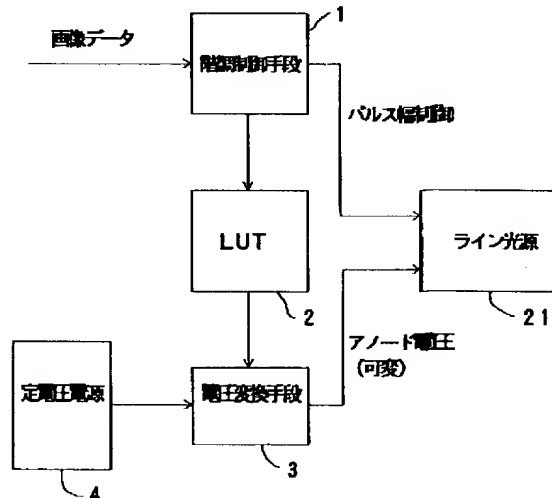 1
画像データ
階調制御手段
パルス幅制御
LUT
ライン光源
2
21
アノード電圧
(可変)
定電圧電源
電圧変換手段
3
4